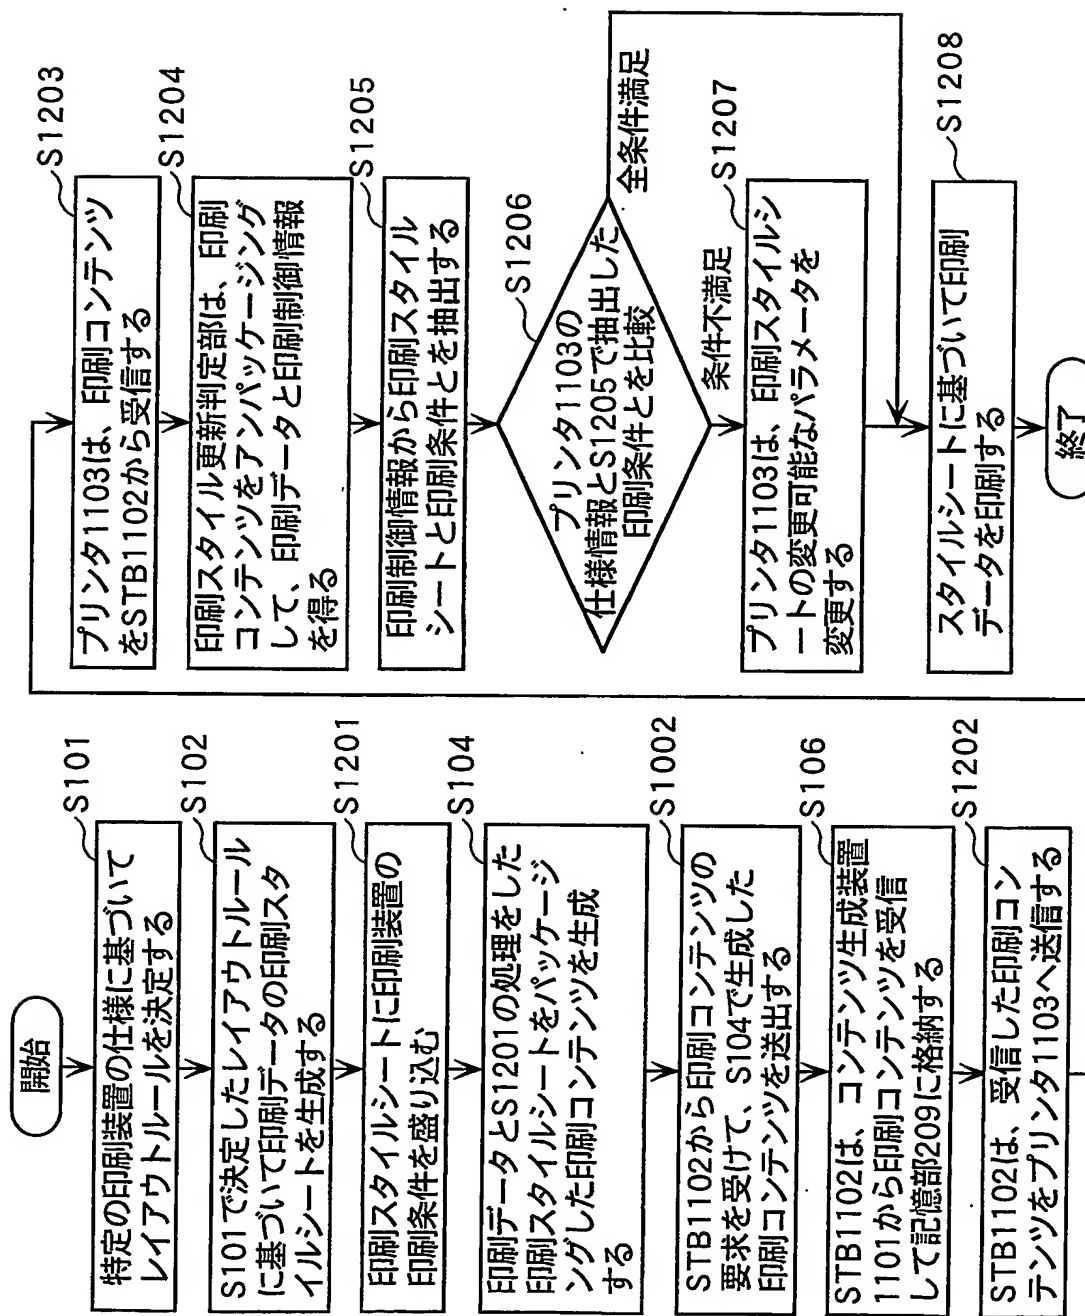 開始
特定の印刷装置の仕様に基づいて
レイアウトルールを決定する
S101
S101で決定したレイアウトルール
に基づいて印刷データの印刷スタ
イルシートを生成する
S102
印刷スタイルシートに印刷装置の
印刷条件を盛り込む
S1201
印刷データとS1201の処理をした
印刷スタイルシートをパッケージ
ングした印刷コンテンツを生成
する
S104
STB1102から印刷コンテンツの
要求を受けて、S104で生成した
印刷コンテンツを送出する
S1002
STB1102は、コンテンツ生成装置
1101から印刷コンテンツを受信
して記憶部209に格納する
S106
STB1102は、受信した印刷コン
テンツをプリンタ1103へ送信する
S1202
プリンタ1103は、印刷コンテンツ
をSTB1102から受信する
S1203
印刷スタイル更新判定部は、印刷
コンテンツをアンパッケージング
して、印刷データと印刷制御情報
を得る
S1204
印刷制御情報から印刷スタイル
シートと印刷条件とを抽出する
S1205
プリンタ1103の
仕様情報とS1205で抽出した
印刷条件とを比較
S1206
全条件満足
条件不満足
プリンタ1103は、印刷スタイルシ
ートの変更可能なパラメータを
変更する
S1207
スタイルシートに基づいて印刷
データを印刷する
S1208
終了